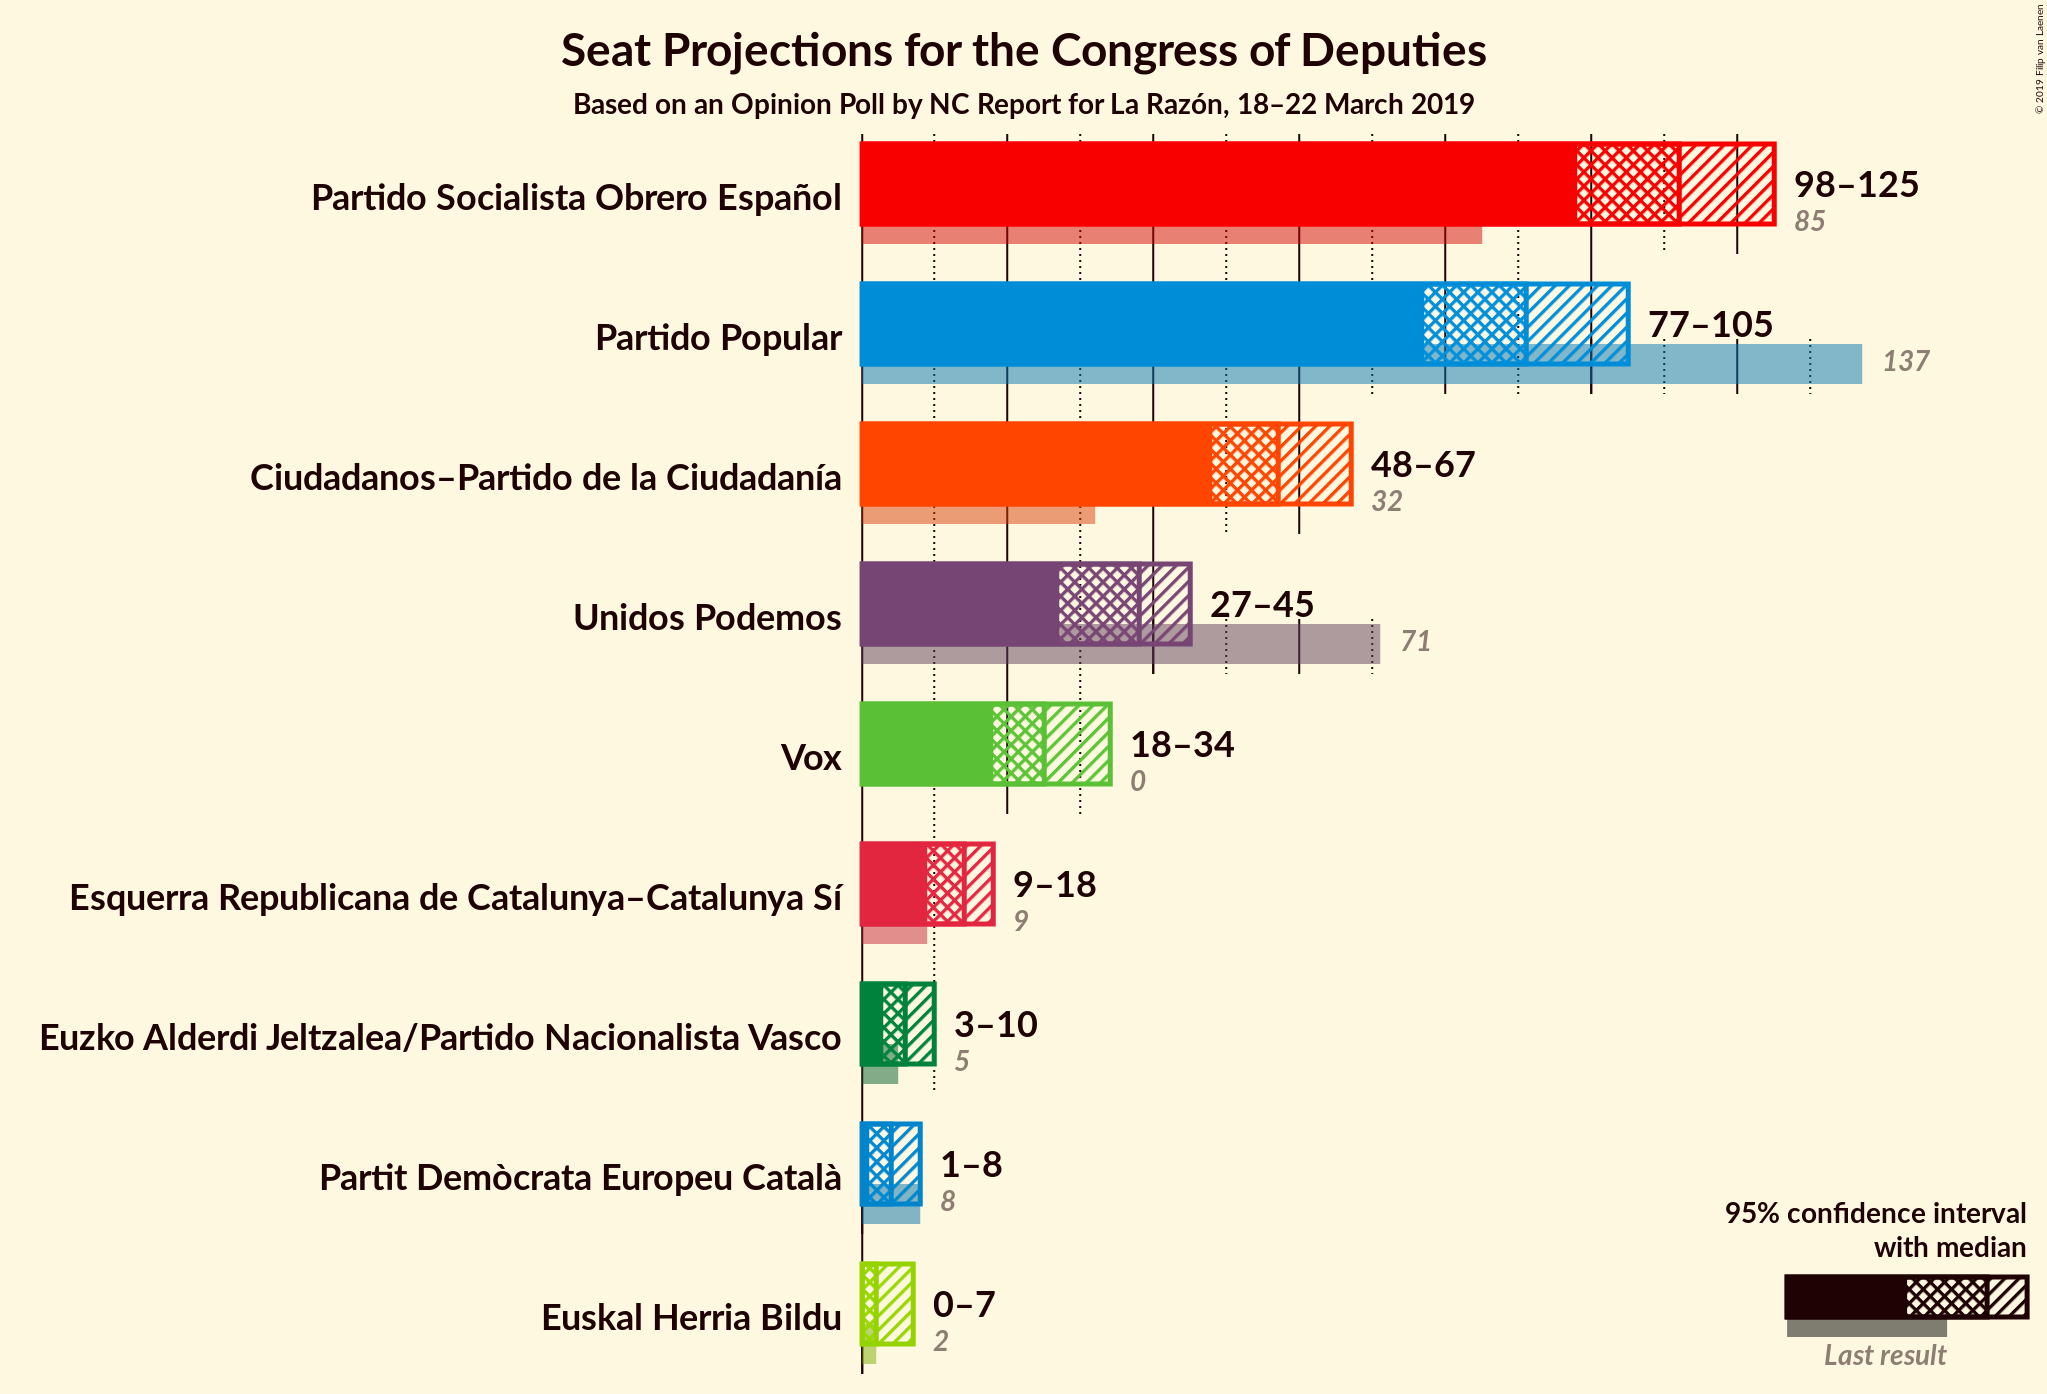 Seat Projections for the Congress of Deputies
Based on an Opinion Poll by NC Report for La Razón, 18–22 March 2019
© 2019 Filip van Laenen
Partido Socialista Obrero Español
98–125
85
Partido Popular
77–105
137
Ciudadanos–Partido de la Ciudadanía
48–67
32
Unidos Podemos
27–45
71
Vox
18–34
0
Esquerra Republicana de Catalunya–Catalunya Sí
9–18
9
Euzko Alderdi Jeltzalea/Partido Nacionalista Vasco
3–10
5
Partit Demòcrata Europeu Català
1–8
8
Euskal Herria Bildu
0–7
2
95% confidence interval
with median
Last result